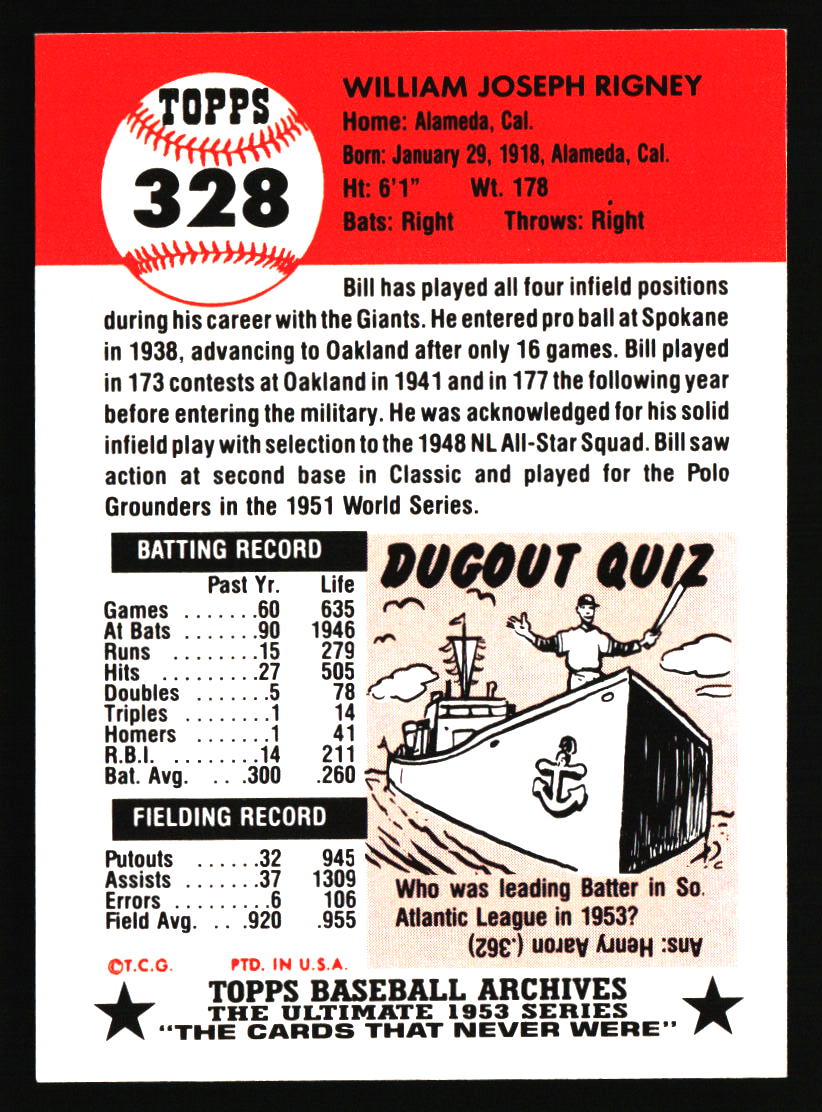 TOPPS
328
WILLIAM JOSEPH RIGNEY
Home: Alameda, Cal.
Born: January 29, 1918, Alameda, Cal.
Ht: 6'1" Wt. 178
Bats: Right Throws: Right
Bill has played all four infield positions
during his career with the Giants. He entered pro ball at Spokane
in 1938, advancing to Oakland after only 16 games. Bill played
in 173 contests at Oakland in 1941 and in 177 the following year
before entering the military. He was acknowledged for his solid
infield play with selection to the 1948 NL All-Star Squad. Bill saw
action at second base in Classic and played for the Polo
Grounders in the 1951 World Series.
BATTING RECORD
Past Yr. Life
Games .......60 635
At Bats .......90 1946
Runs .......15 279
Hits .........27 505
Doubles .......5 78
Triples ........1 14
Homers .......1 41
R.B.I. ........14 211
Bat. Avg. ...300 .260
FIELDING RECORD
Putouts ......32 945
Assists .......37 1309
Errors ........6 106
Field Avg. ...920 .955
DUGOUT QUIZ
Who was leading Batter in So.
Atlantic League in 1953?
Ans: Henry Aaron (.362)
©T.C.G. PTD. IN U.S.A.
TOPPS BASEBALL ARCHIVES
THE ULTIMATE 1953 SERIES
"THE CARDS THAT NEVER WERE"